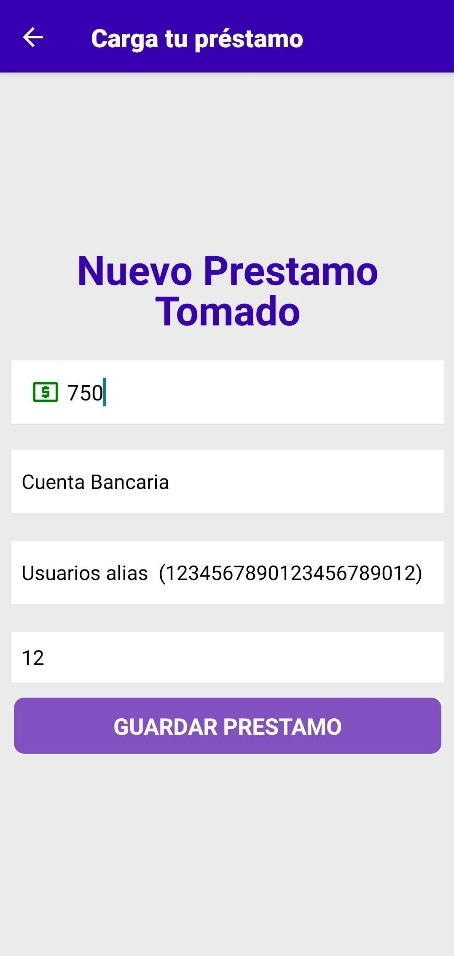 Carga tu préstamo
Nuevo Prestamo
Tomado
750
Cuenta Bancaria
Usuarios alias  (1234567890123456789012)
12
GUARDAR PRESTAMO